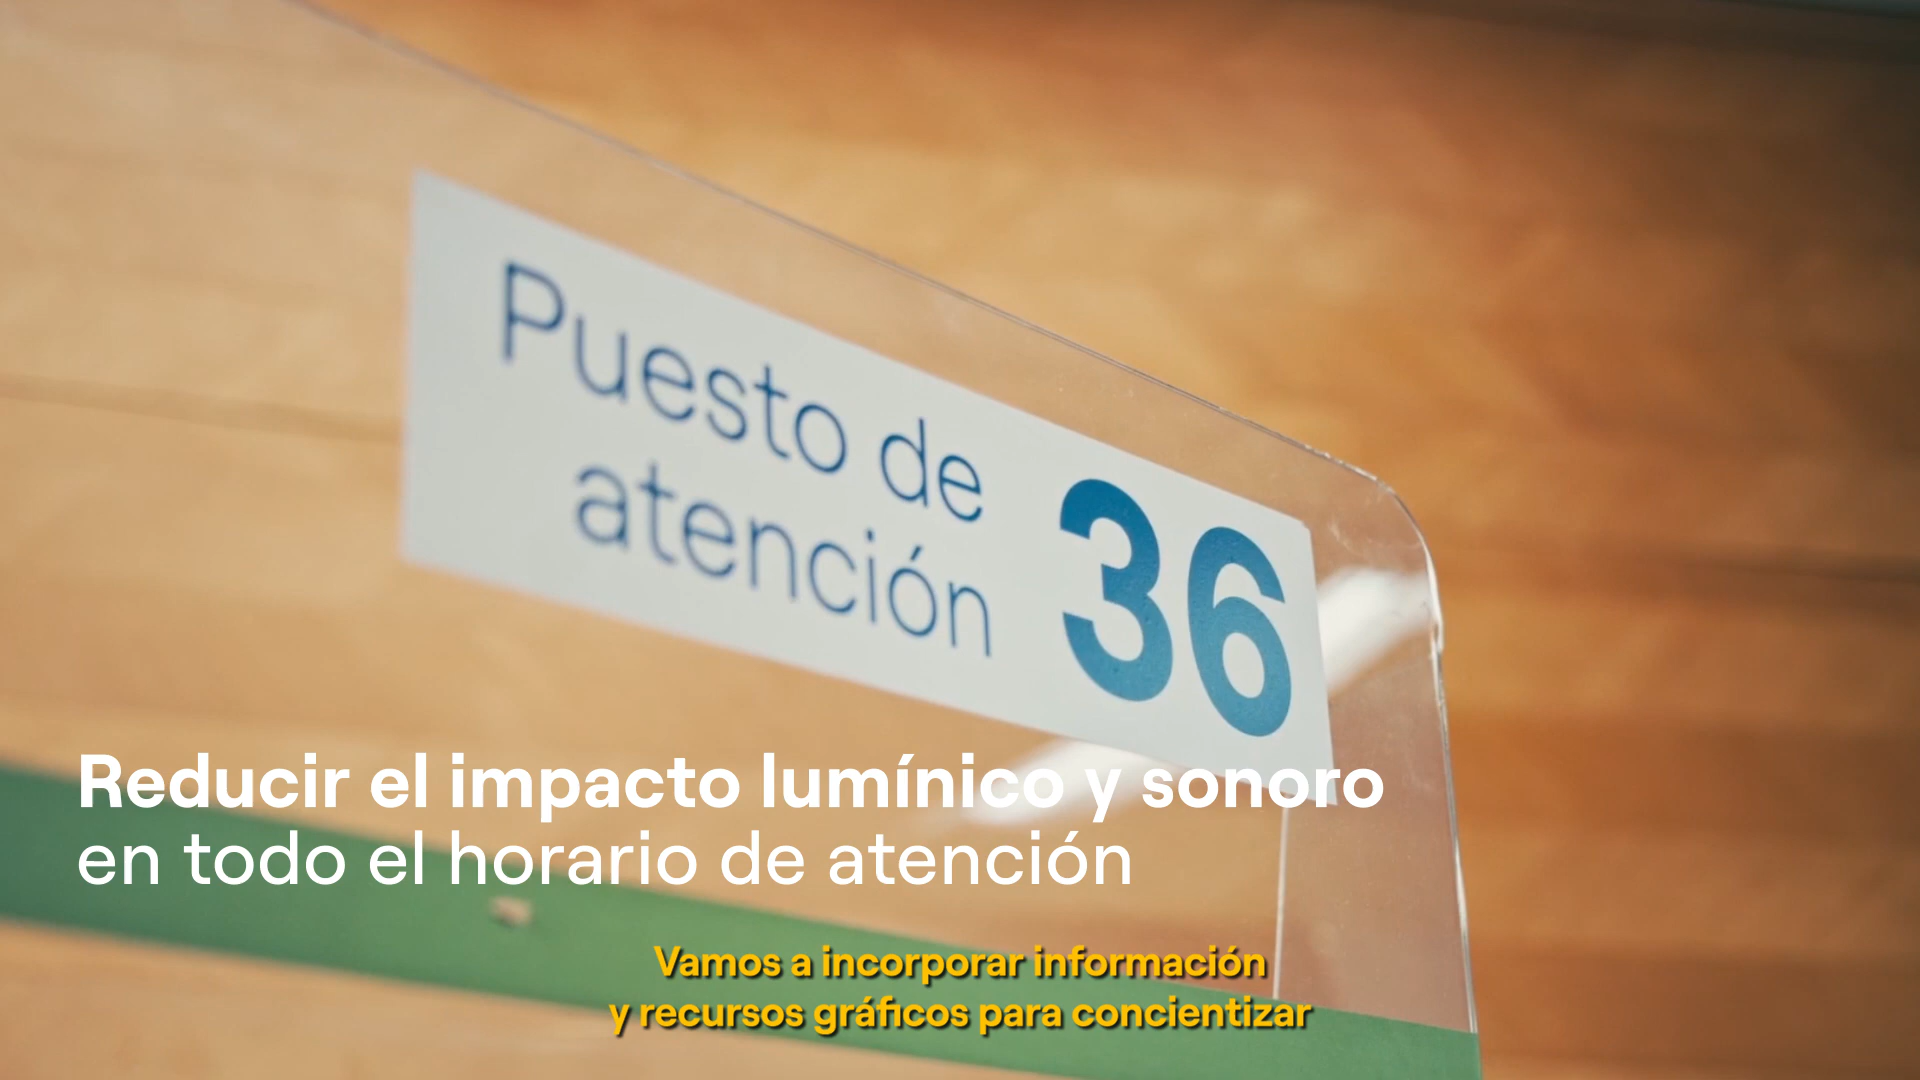 Puesto de
atención 36
Reducir el impacto lumínico y sonoro
en todo el horario de atención
Vamos a incorporar información
y recursos gráficos para concientizar